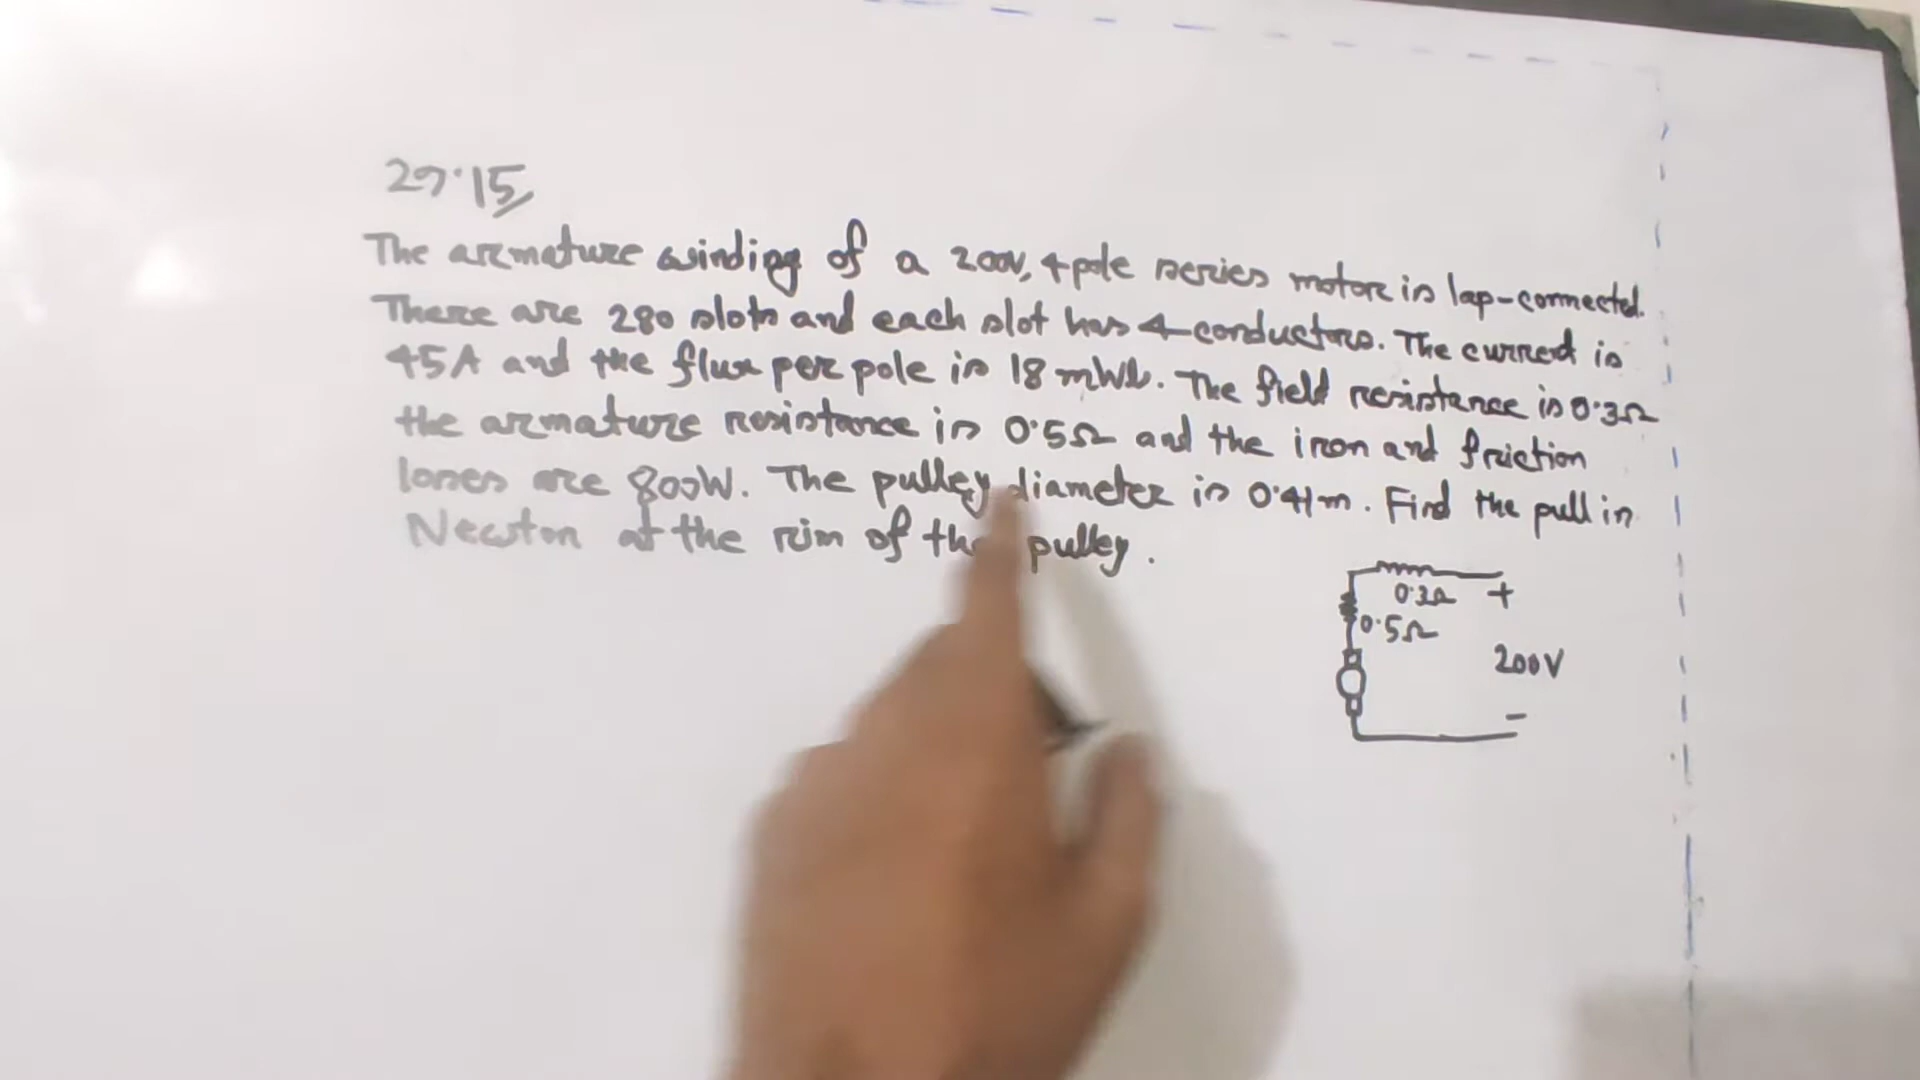 29.15
The armature winding of a 200V, 4 pole series motor is lap-connected.
There are 280 slots and each slot has 4 conductors. The current is
45A and the flux per pole is 18 mWb. The field resistance is 0.3Ω
the armature resistance is 0.5Ω and the iron and friction
losses are 800W. The pulley diameter is 0.41m. Find the pull in
Newton at the rim of the pulley.
0.3Ω +
0.5Ω
200V
-